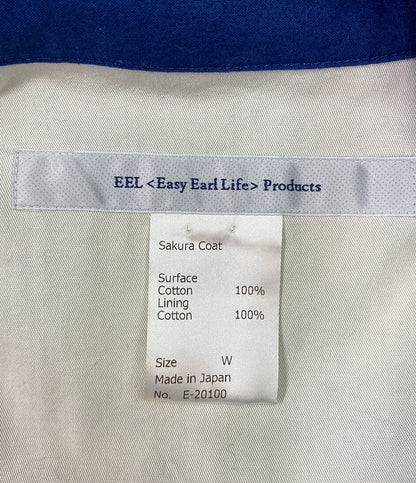 EEL <Easy Earl Life> Products
Sakura Coat
Surface
Cotton 100%
Lining
Cotton 100%
Size W
Made in Japan
No. E-20100